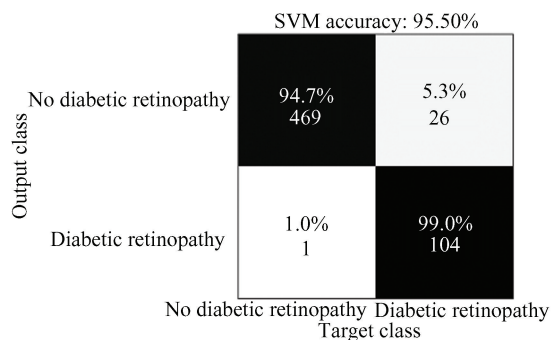 SVM accuracy: 95.50%
Output class
No diabetic retinopathy
94.7%
469
5.3%
26
Diabetic retinopathy
1.0%
1
99.0%
104
No diabetic retinopathy Diabetic retinopathy
Target class